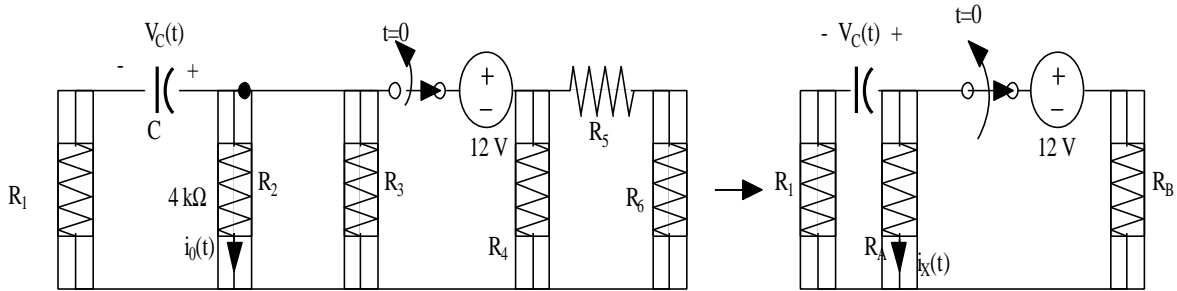 V_C(t)
t=0
- +
C
+
−
12 V
R_5
R_1
4 kΩ
R_2
R_3
R_4
R_6
i_0(t)
t=0
- V_C(t) +
+
−
12 V
R_1
R_A
R_B
i_X(t)